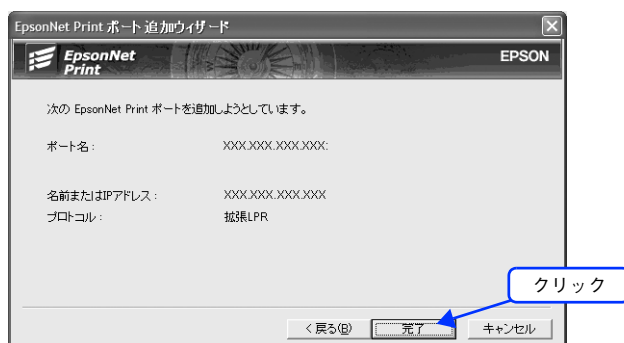 EpsonNet Print ポート追加ウィザード
EpsonNet
Print
EPSON
次の EpsonNet Print ポートを追加しようとしています。
ポート名： XXX.XXX.XXX.XXX:
名前またはIPアドレス： XXX.XXX.XXX.XXX
プロトコル： 拡張LPR
クリック
< 戻る(B) 完了 キャンセル